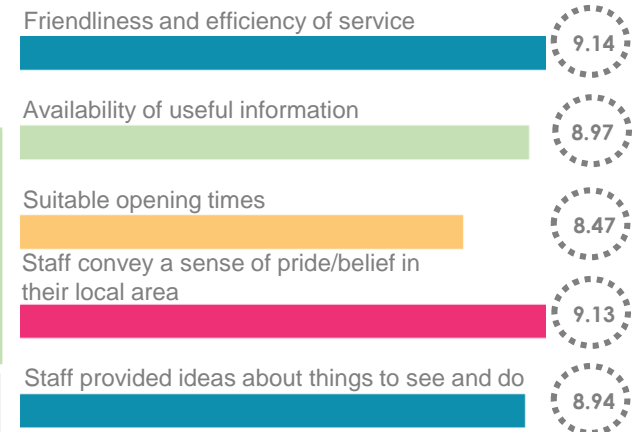 Friendliness and efficiency of service
9.14
Availability of useful information
8.97
Suitable opening times
8.47
Staff convey a sense of pride/belief in
their local area
9.13
Staff provided ideas about things to see and do
8.94